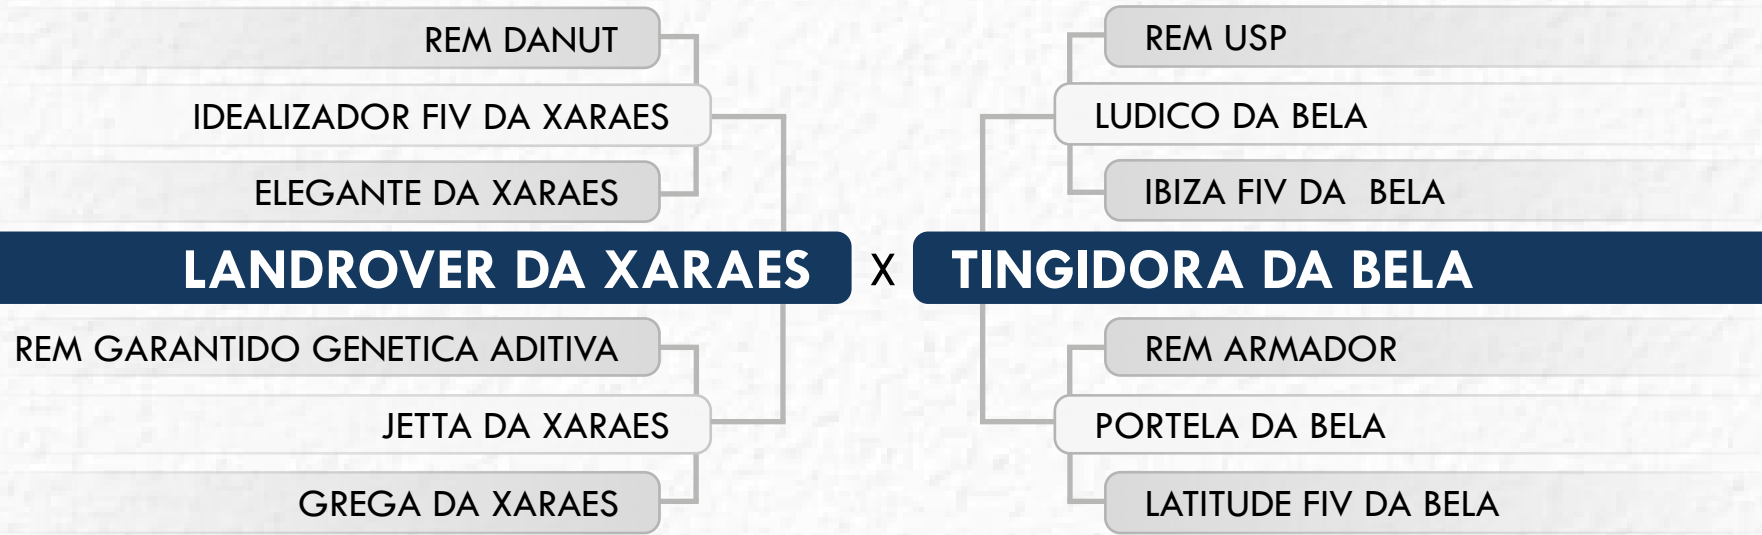 REM DANUT
IDEALIZADOR FIV DA XARAES
ELEGANTE DA XARAES
LANDROVER DA XARAES
REM GARANTIDO GENETICA ADITIVA
JETTA DA XARAES
GREGA DA XARAES
X
REM USP
LUDICO DA BELA
IBIZA FIV DA BELA
TINGIDORA DA BELA
REM ARMADOR
PORTELA DA BELA
LATITUDE FIV DA BELA